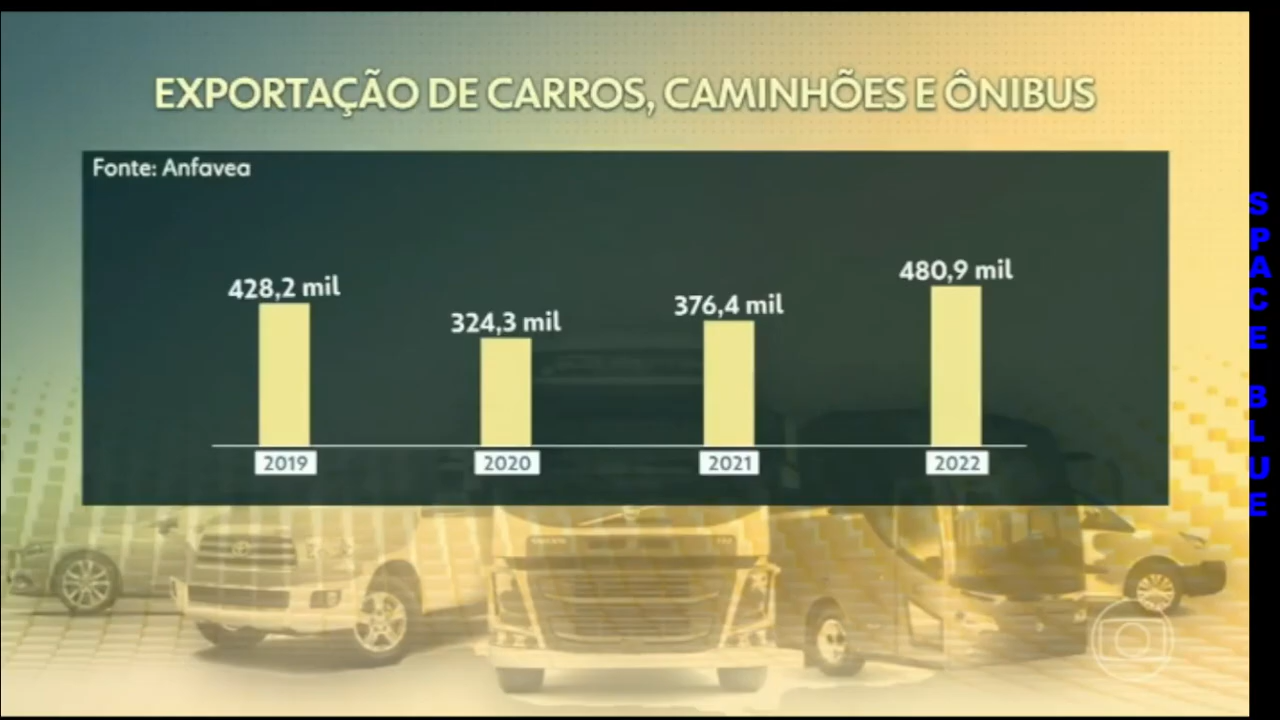 EXPORTAÇÃO DE CARROS, CAMINHÕES E ÔNIBUS
Fonte: Anfavea
428,2 mil
324,3 mil
376,4 mil
480,9 mil
2019
2020
2021
2022
SPACE BLUE